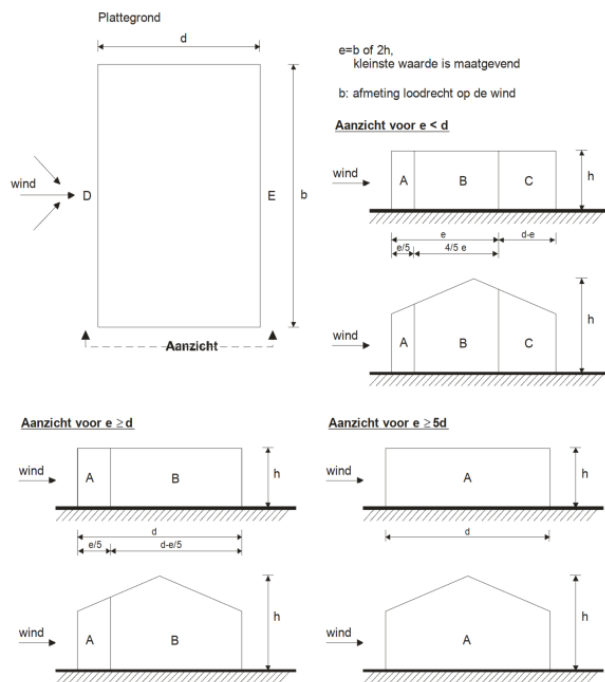 Plattegrond
d
wind
D
E
b
Aanzicht
e=b of 2h,
kleinste waarde is maatgevend
b: afmeting loodrecht op de wind
Aanzicht voor e < d
wind
A
B
C
h
e
d-e
e/5
4/5 e
wind
A
B
C
h
Aanzicht voor e ≥ d
wind
A
B
h
d
e/5
d-e/5
wind
A
B
h
Aanzicht voor e ≥ 5d
wind
A
h
d
wind
A
h